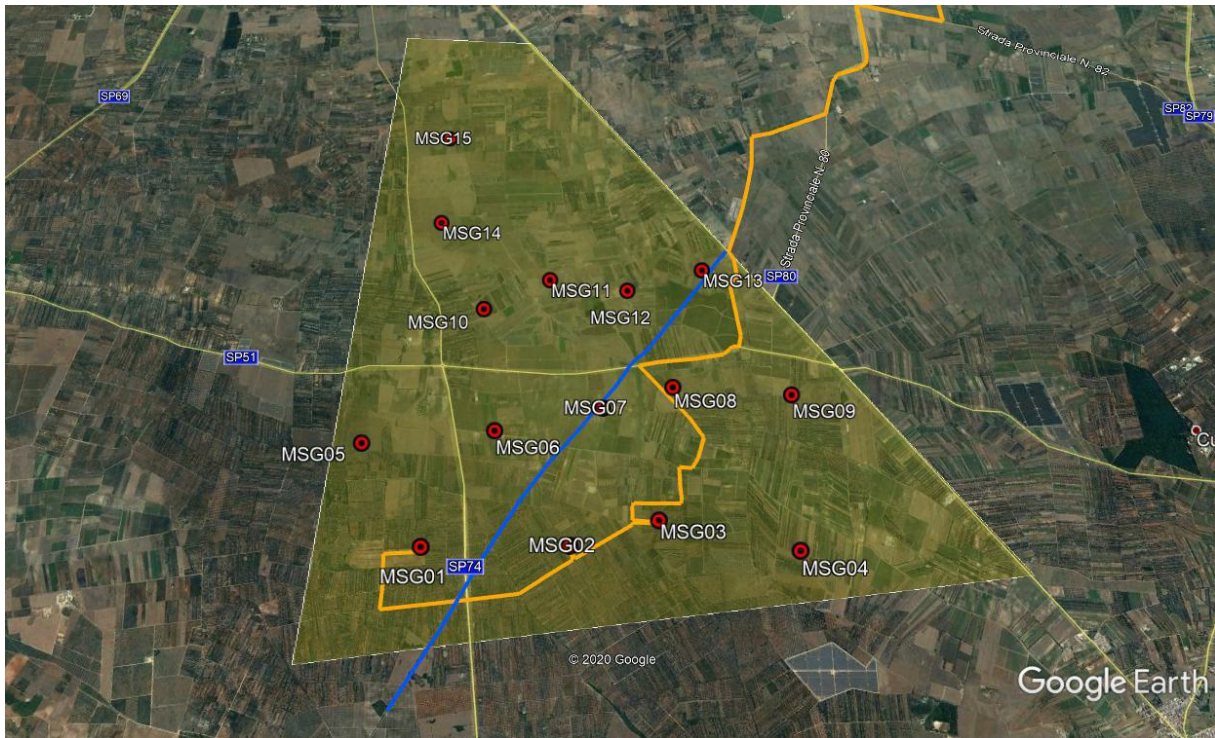 Strada Provinciale N. 82
SP69
SP82
SP79
MSG15
Strada Provinciale N. 80
MSG14
MSG13
SP80
MSG11
MSG12
MSG10
SP51
MSG08
MSG07
MSG09
MSG06
MSG05
Cu
MSG03
MSG02
MSG04
SP74
MSG01
© 2020 Google
Google Earth